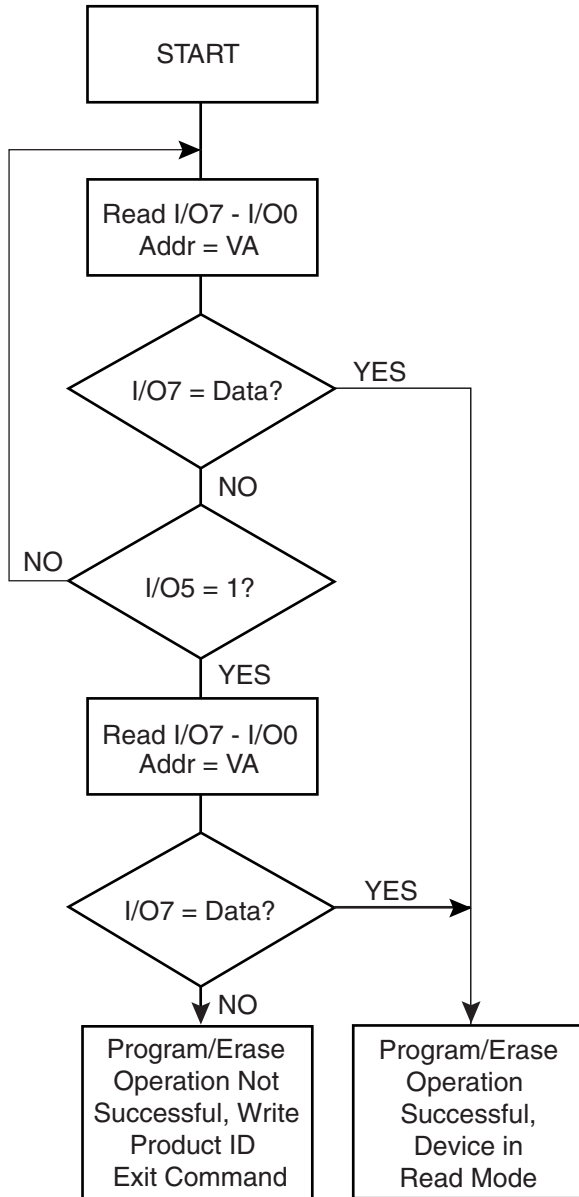 START
Read I/O7 - I/O0
Addr = VA
I/O7 = Data?
YES
NO
NO
I/O5 = 1?
YES
Read I/O7 - I/O0
Addr = VA
I/O7 = Data?
YES
NO
Program/Erase
Operation Not
Successful, Write
Product ID
Exit Command
Program/Erase
Operation
Successful,
Device in
Read Mode